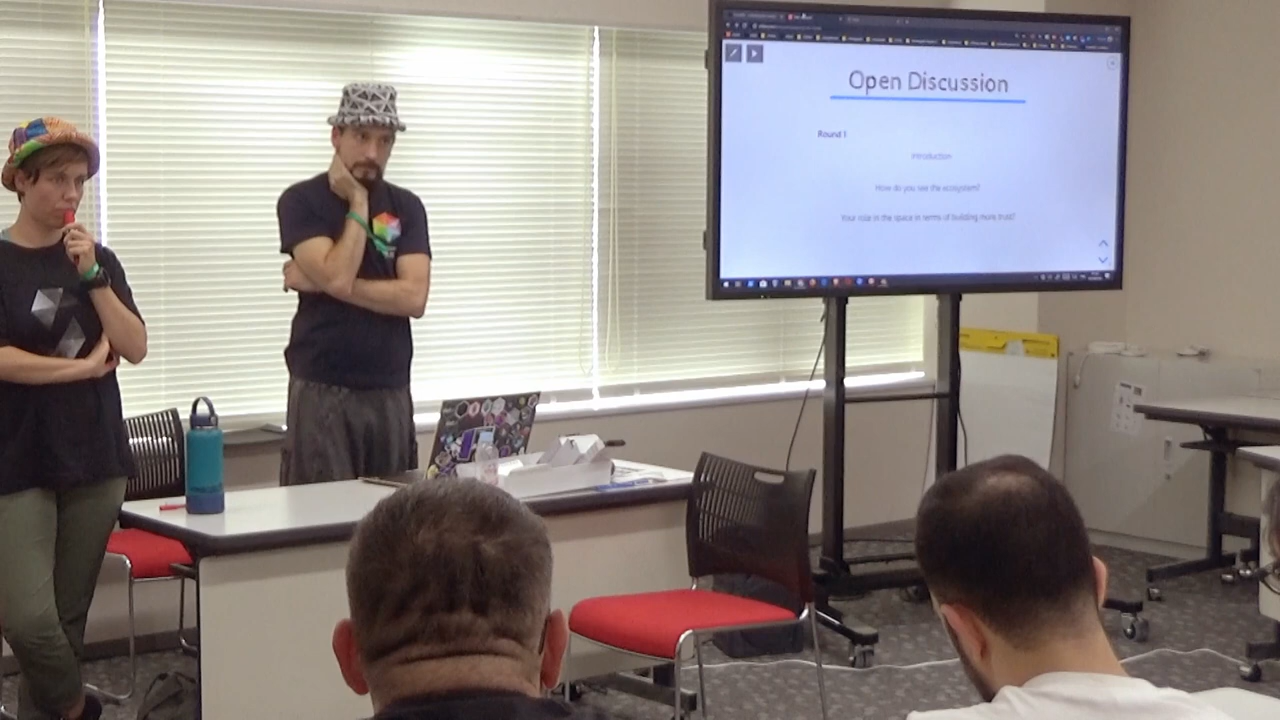 Open Discussion
Round 1
Introduction
How do you see the ecosystem?
Your role in the space in terms of building more trust?